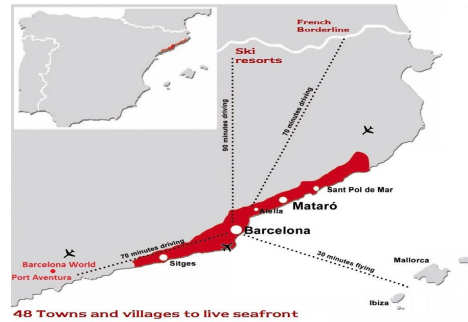 French
Borderline
Ski
resorts
90 minutes driving
70 minutes driving
Sant Pol de Mar
Mataró
Alella
Barcelona
70 minutes driving
Barcelona World
Port Aventura
Sitges
30 minutes flying
Mallorca
Ibiza
48 Towns and villages to live seafront